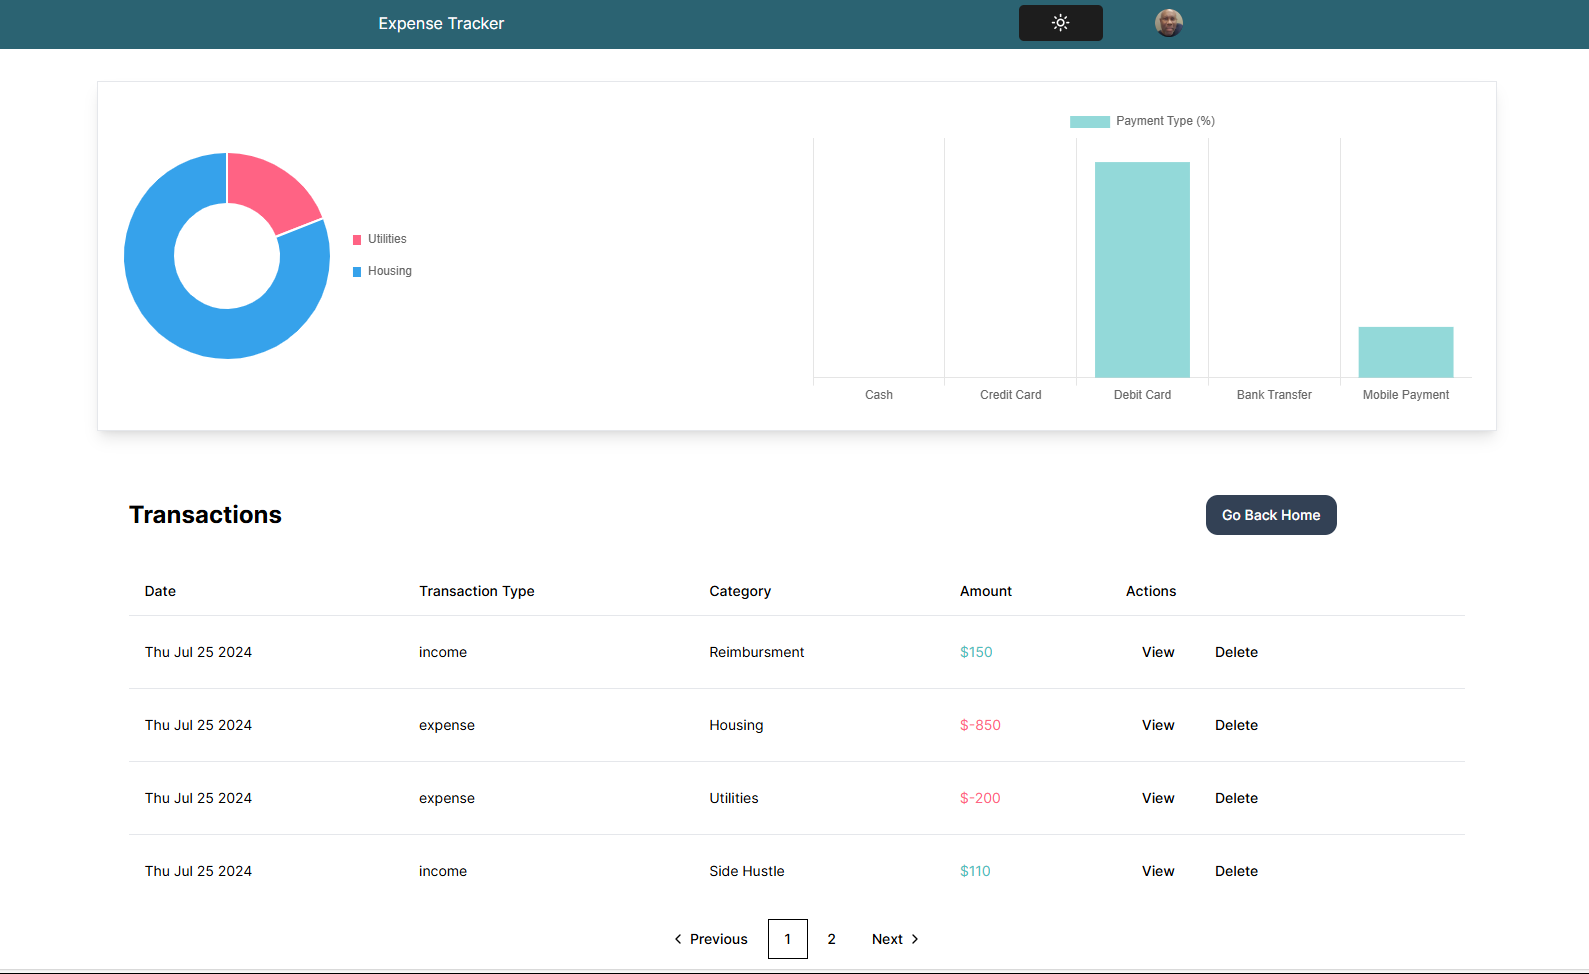 Expense Tracker
Payment Type (%)
Utilities
Housing
Cash Credit Card Debit Card Bank Transfer Mobile Payment
Transactions
Go Back Home
Date Transaction Type Category Amount Actions
Thu Jul 25 2024 income Reimbursment $150 View Delete
Thu Jul 25 2024 expense Housing $-850 View Delete
Thu Jul 25 2024 expense Utilities $-200 View Delete
Thu Jul 25 2024 income Side Hustle $110 View Delete
Previous 1 2 Next